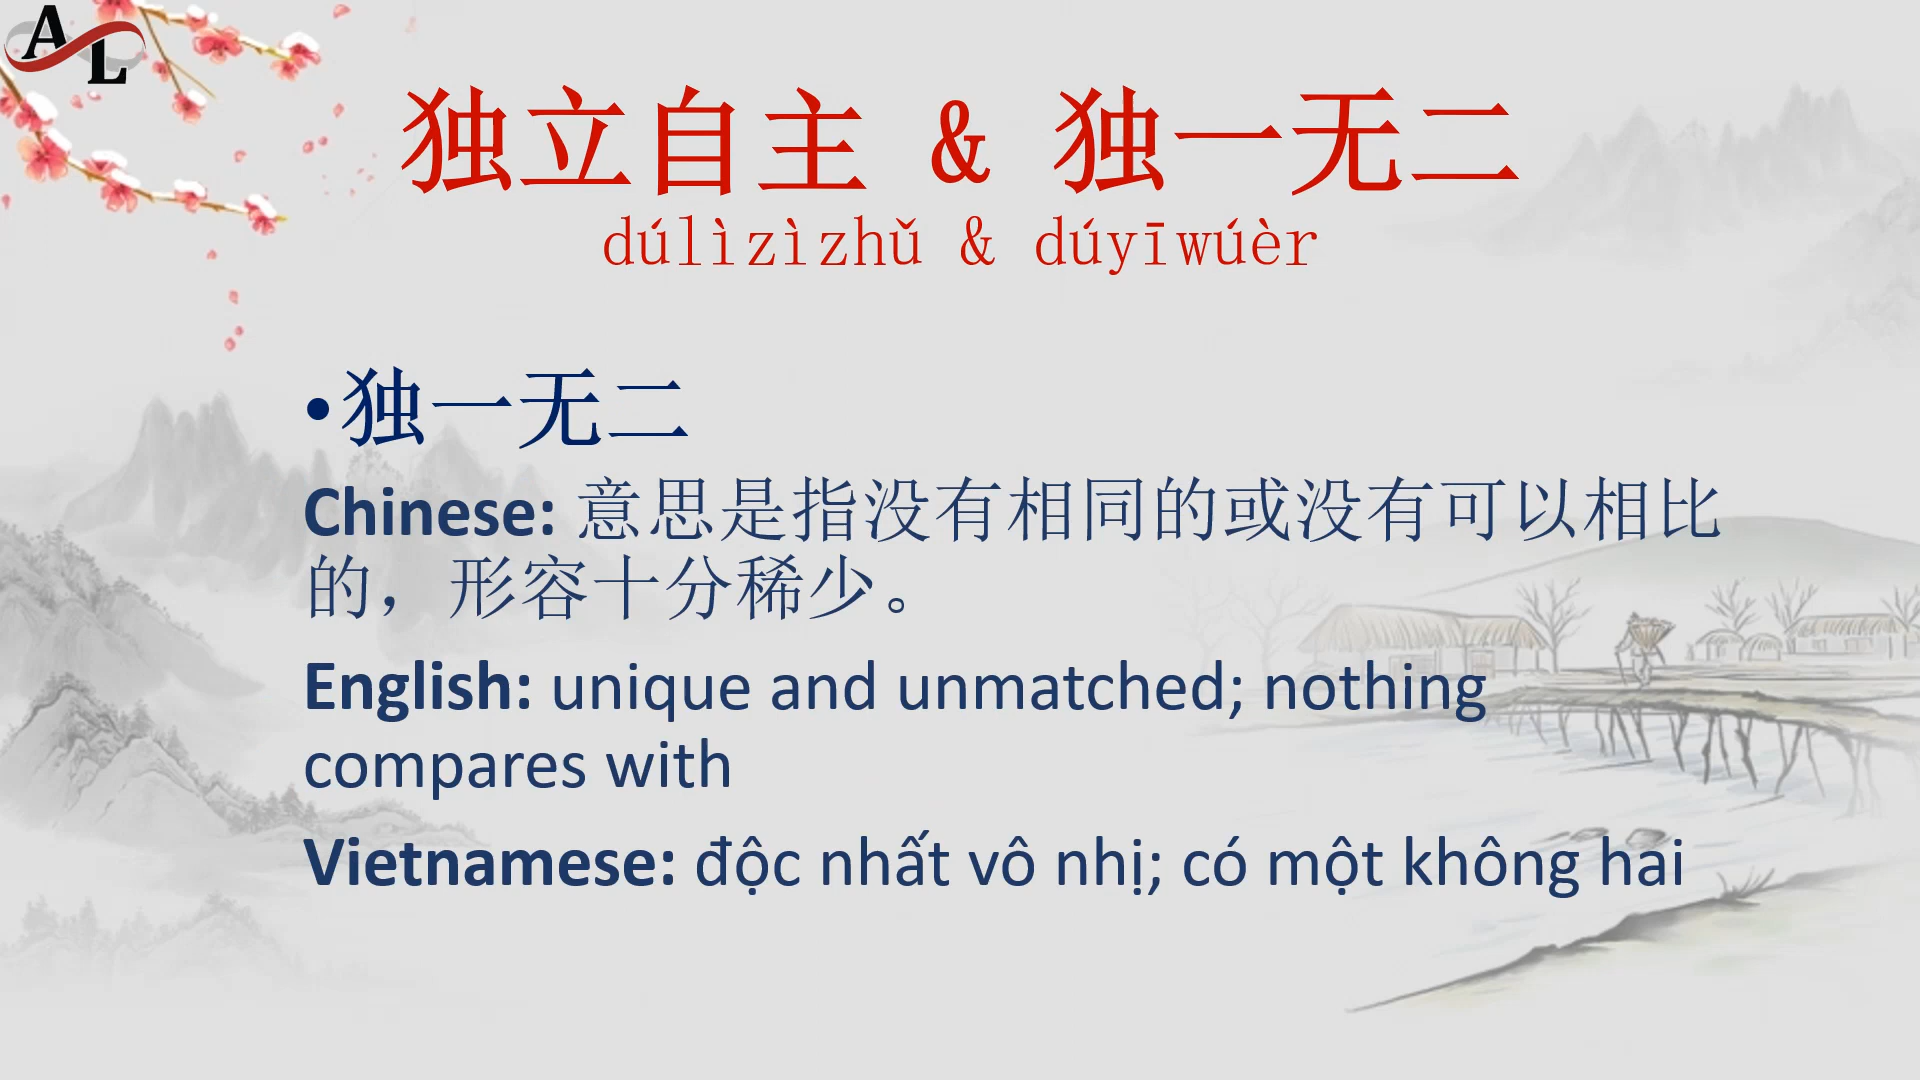 AL
独立自主 & 独一无二
dúlìzìzhǔ & dúyīwúèr
•独一无二
Chinese: 意思是指没有相同的或没有可以相比
的，形容十分稀少。
English: unique and unmatched; nothing
compares with
Vietnamese: độc nhất vô nhị; có một không hai